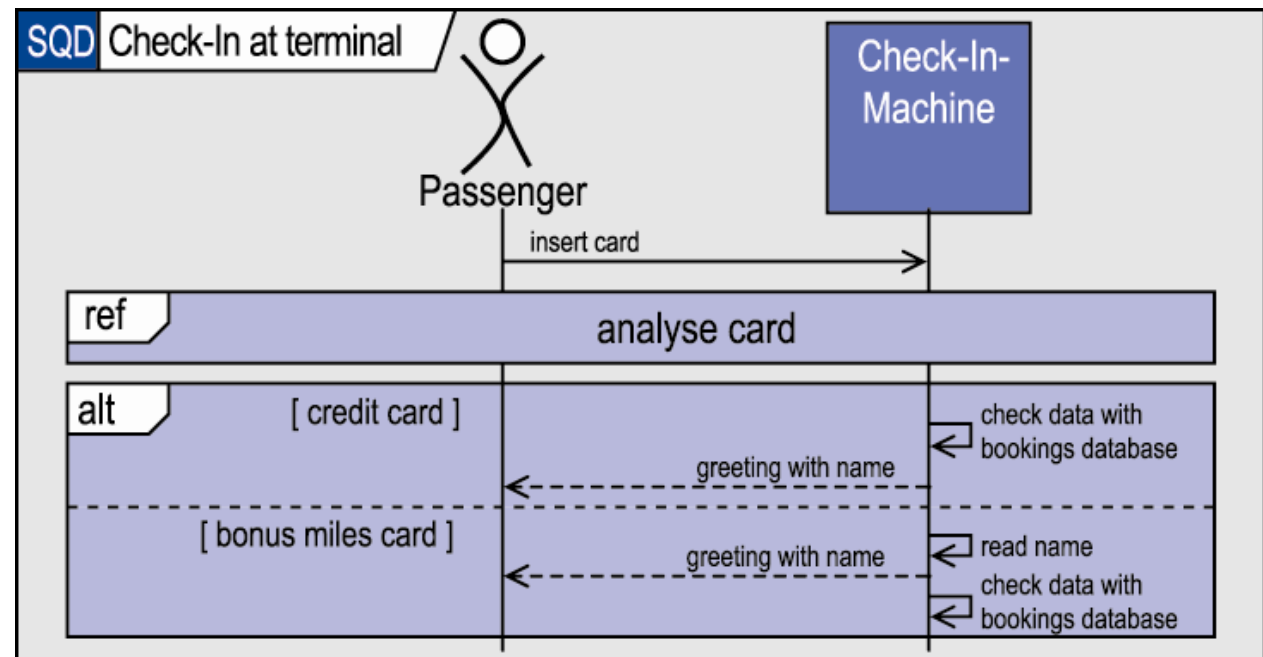 SQD Check-In at terminal
Check-In-
Machine
Passenger
insert card
ref
analyse card
alt
[ credit card ]
check data with
bookings database
greeting with name
[ bonus miles card ]
read name
greeting with name
check data with
bookings database